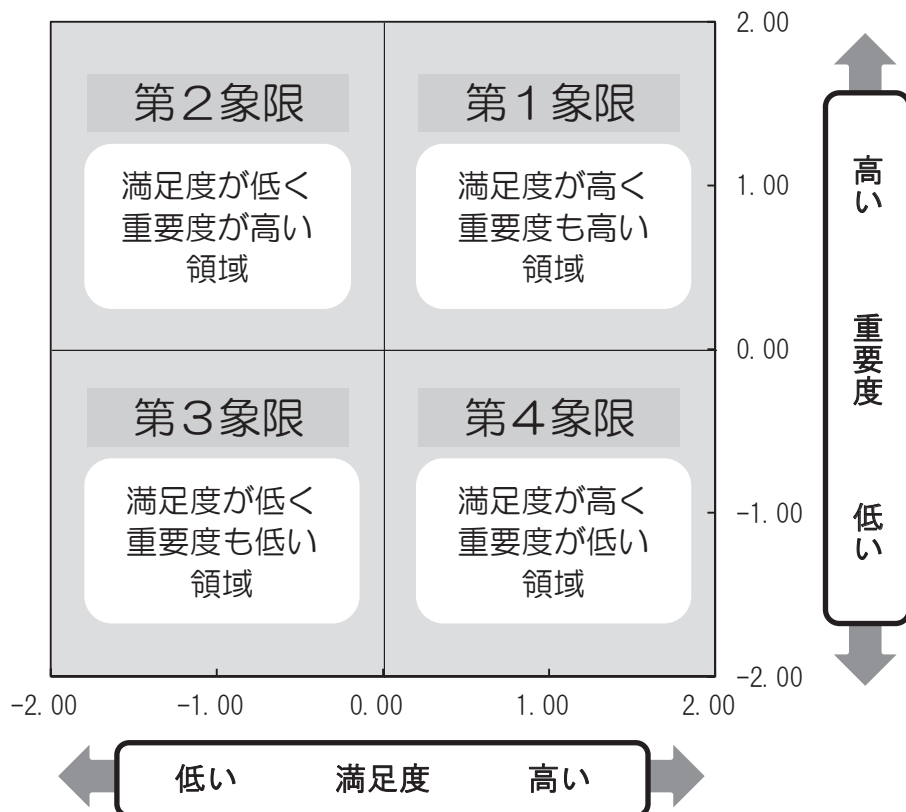 第２象限
満足度が低く
重要度が高い
領域
第１象限
満足度が高く
重要度も高い
領域
第３象限
満足度が低く
重要度も低い
領域
第４象限
満足度が高く
重要度が低い
領域
2.00
1.00
0.00
-1.00
-2.00
高い　重要度　低い
-2.00 -1.00 0.00 1.00 2.00
低い　満足度　高い